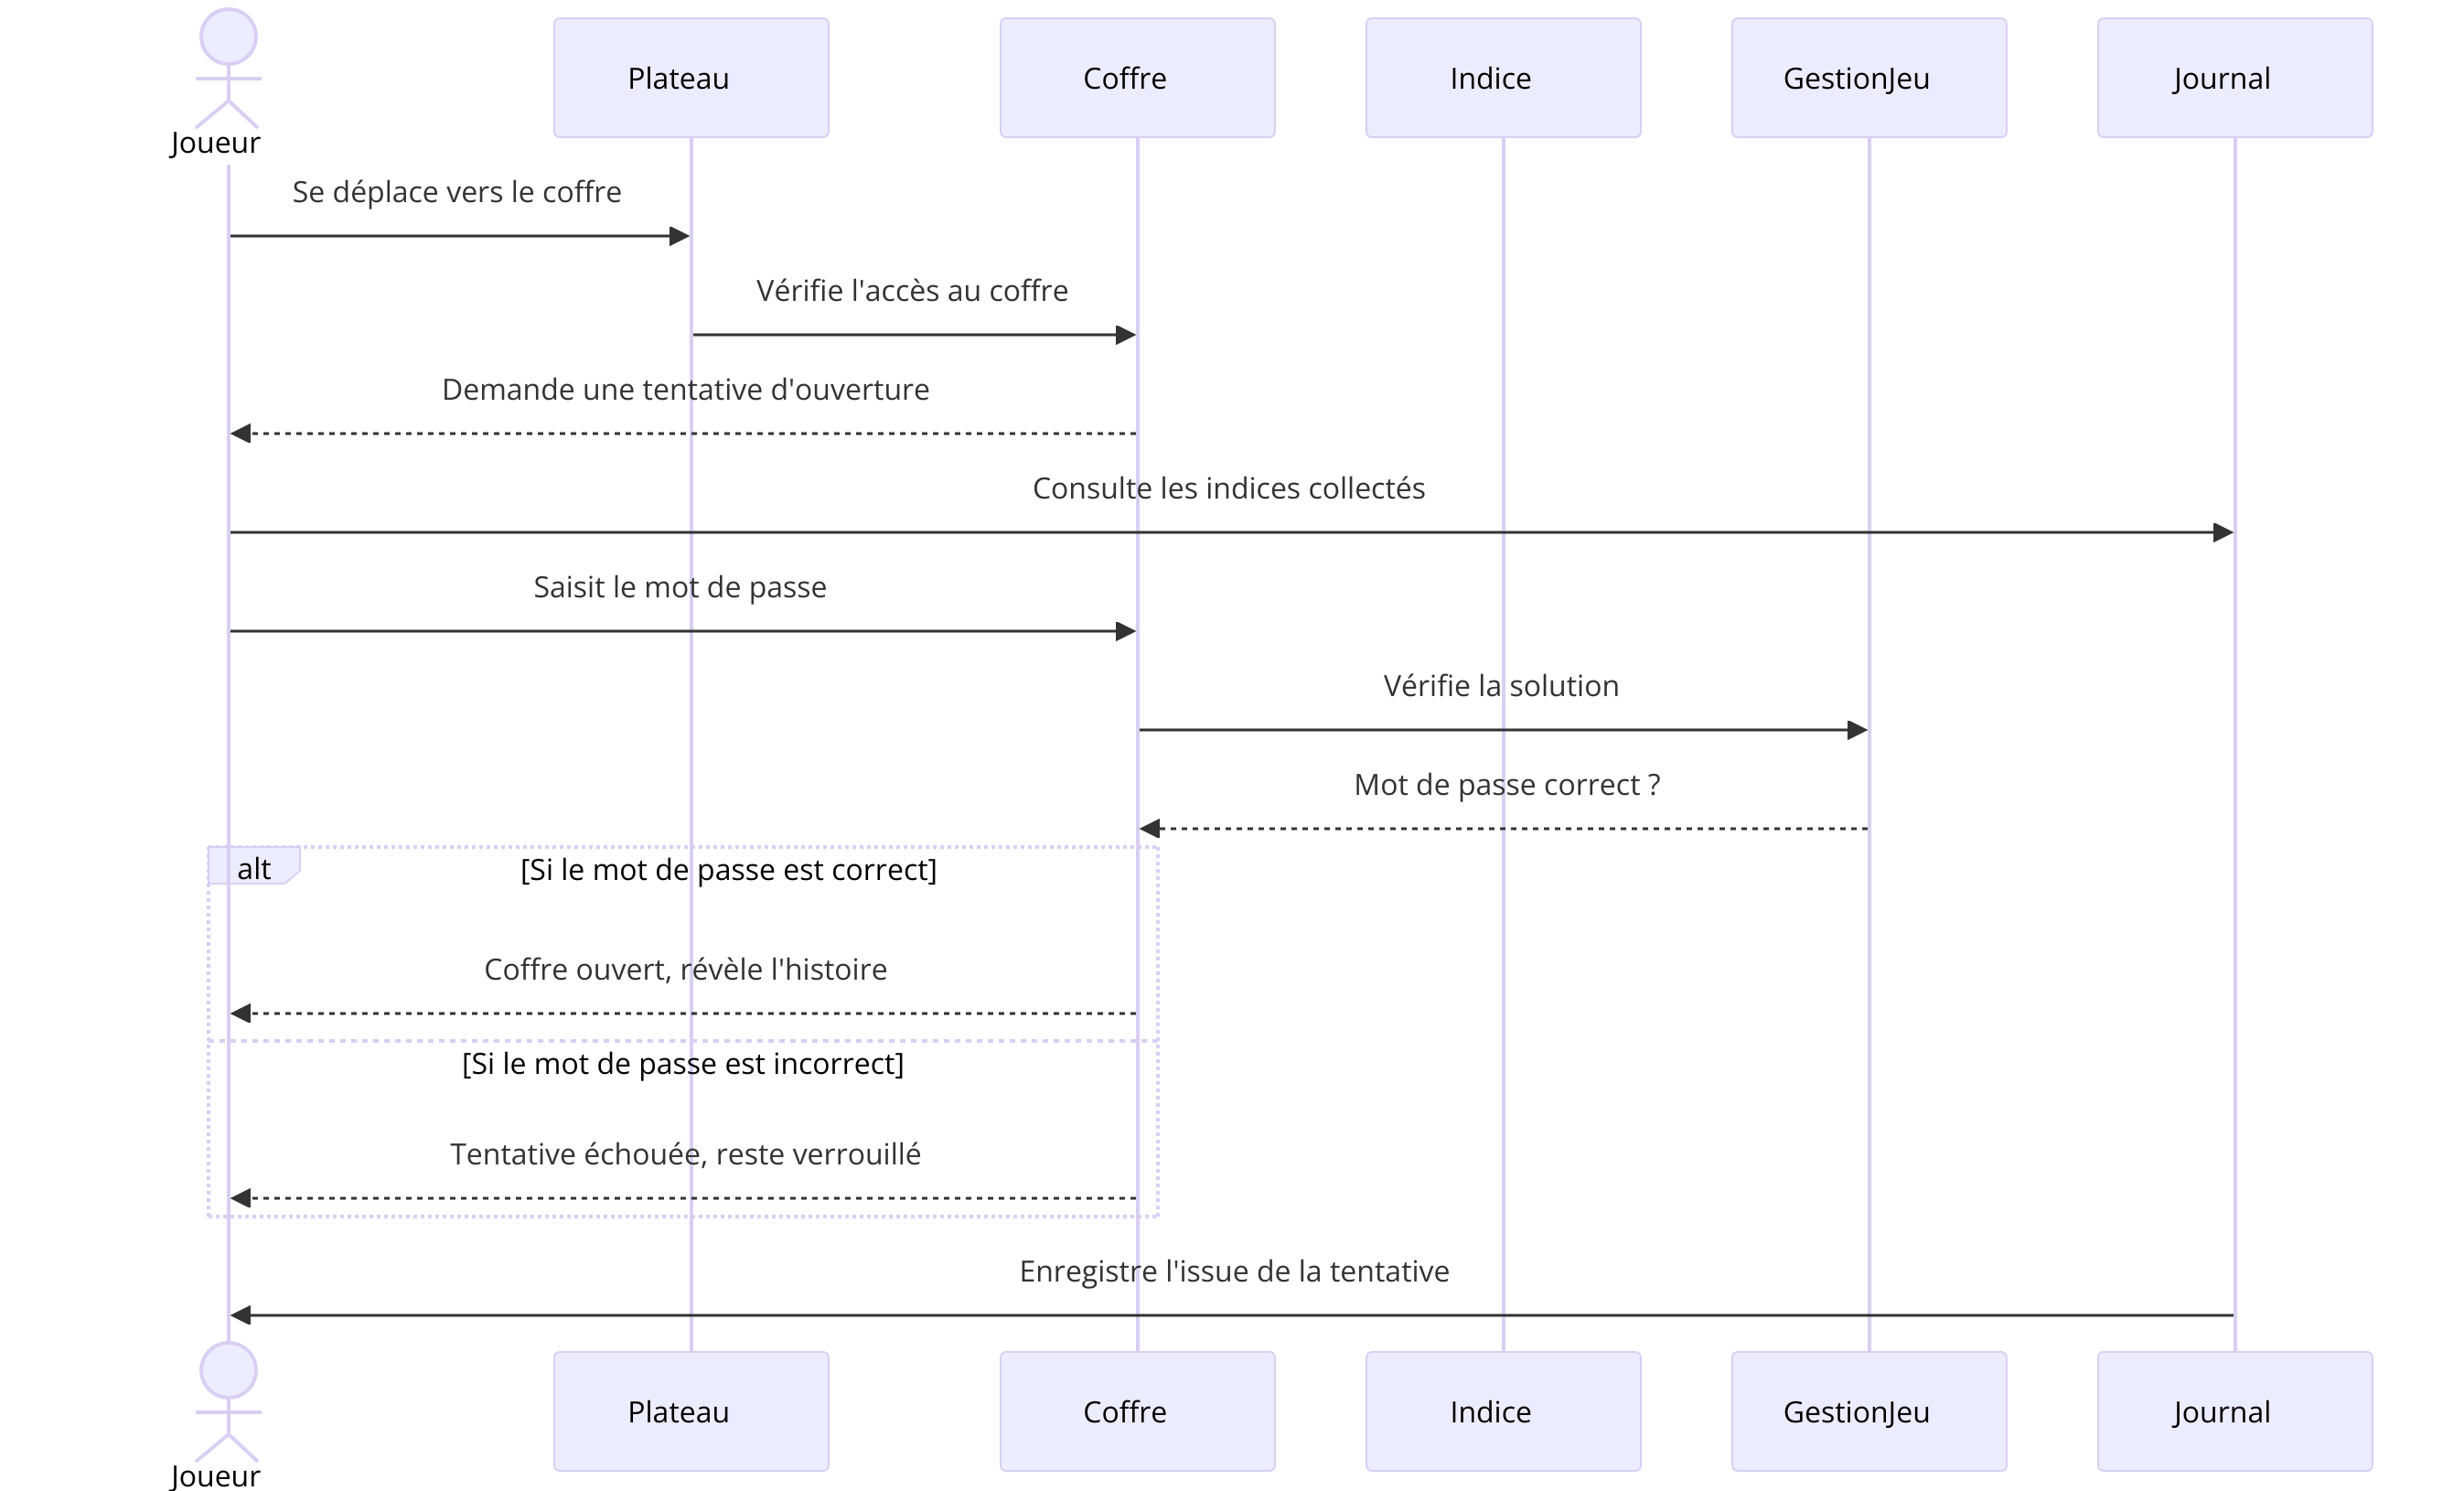 Joueur
Plateau
Coffre
Indice
GestionJeu
Journal
Se déplace vers le coffre
Vérifie l'accès au coffre
Demande une tentative d'ouverture
Consulte les indices collectés
Saisit le mot de passe
Vérifie la solution
Mot de passe correct ?
alt
[Si le mot de passe est correct]
Coffre ouvert, révèle l'histoire
[Si le mot de passe est incorrect]
Tentative échouée, reste verrouillé
Enregistre l'issue de la tentative
Joueur
Plateau
Coffre
Indice
GestionJeu
Journal